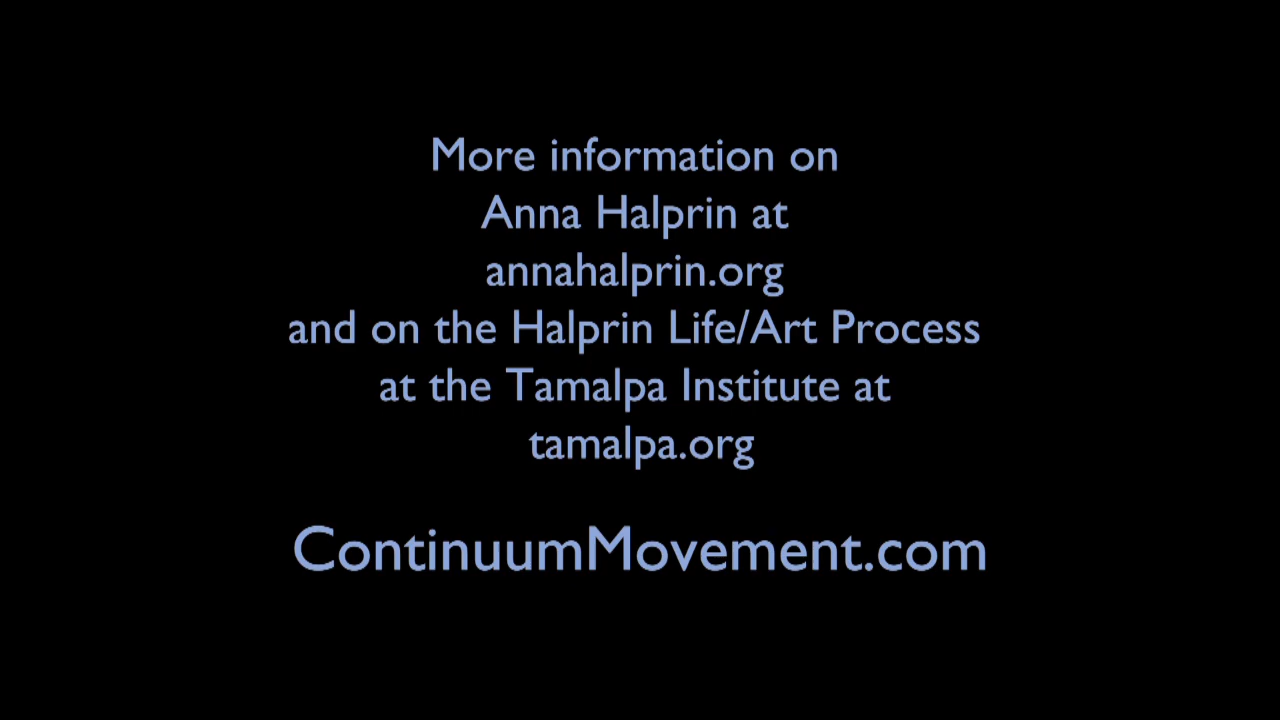 More information on
Anna Halprin at
annahalprin.org
and on the Halprin Life/Art Process
at the Tamalpa Institute at
tamalpa.org
ContinuumMovement.com